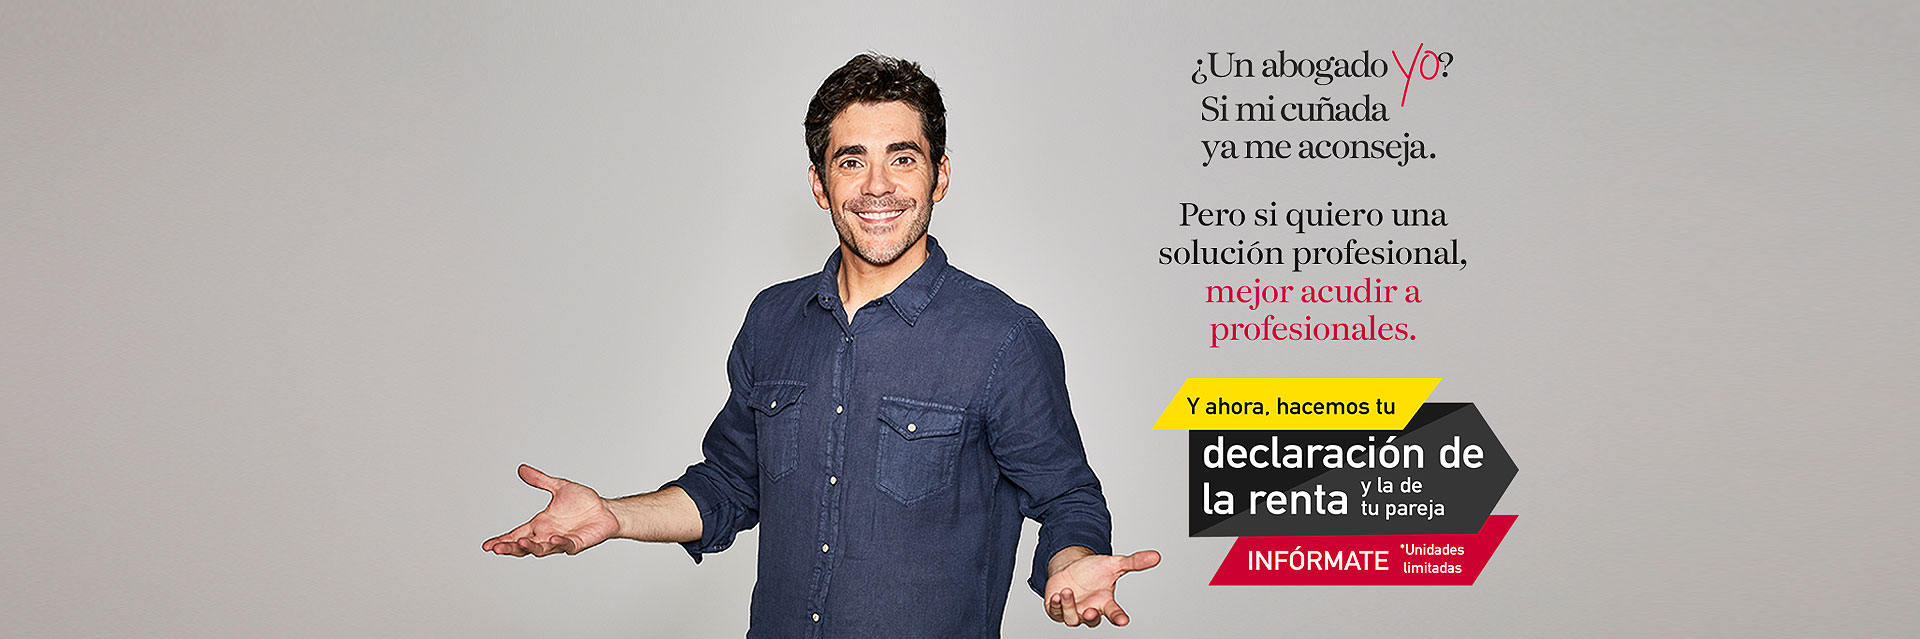 ¿Un abogado YO?
Si mi cuñada
ya me aconseja.
Pero si quiero una
solución profesional,
mejor acudir a
profesionales.
Y ahora, hacemos tu
declaración de
la renta y la de
tu pareja
INFÓRMATE *Unidades
limitadas